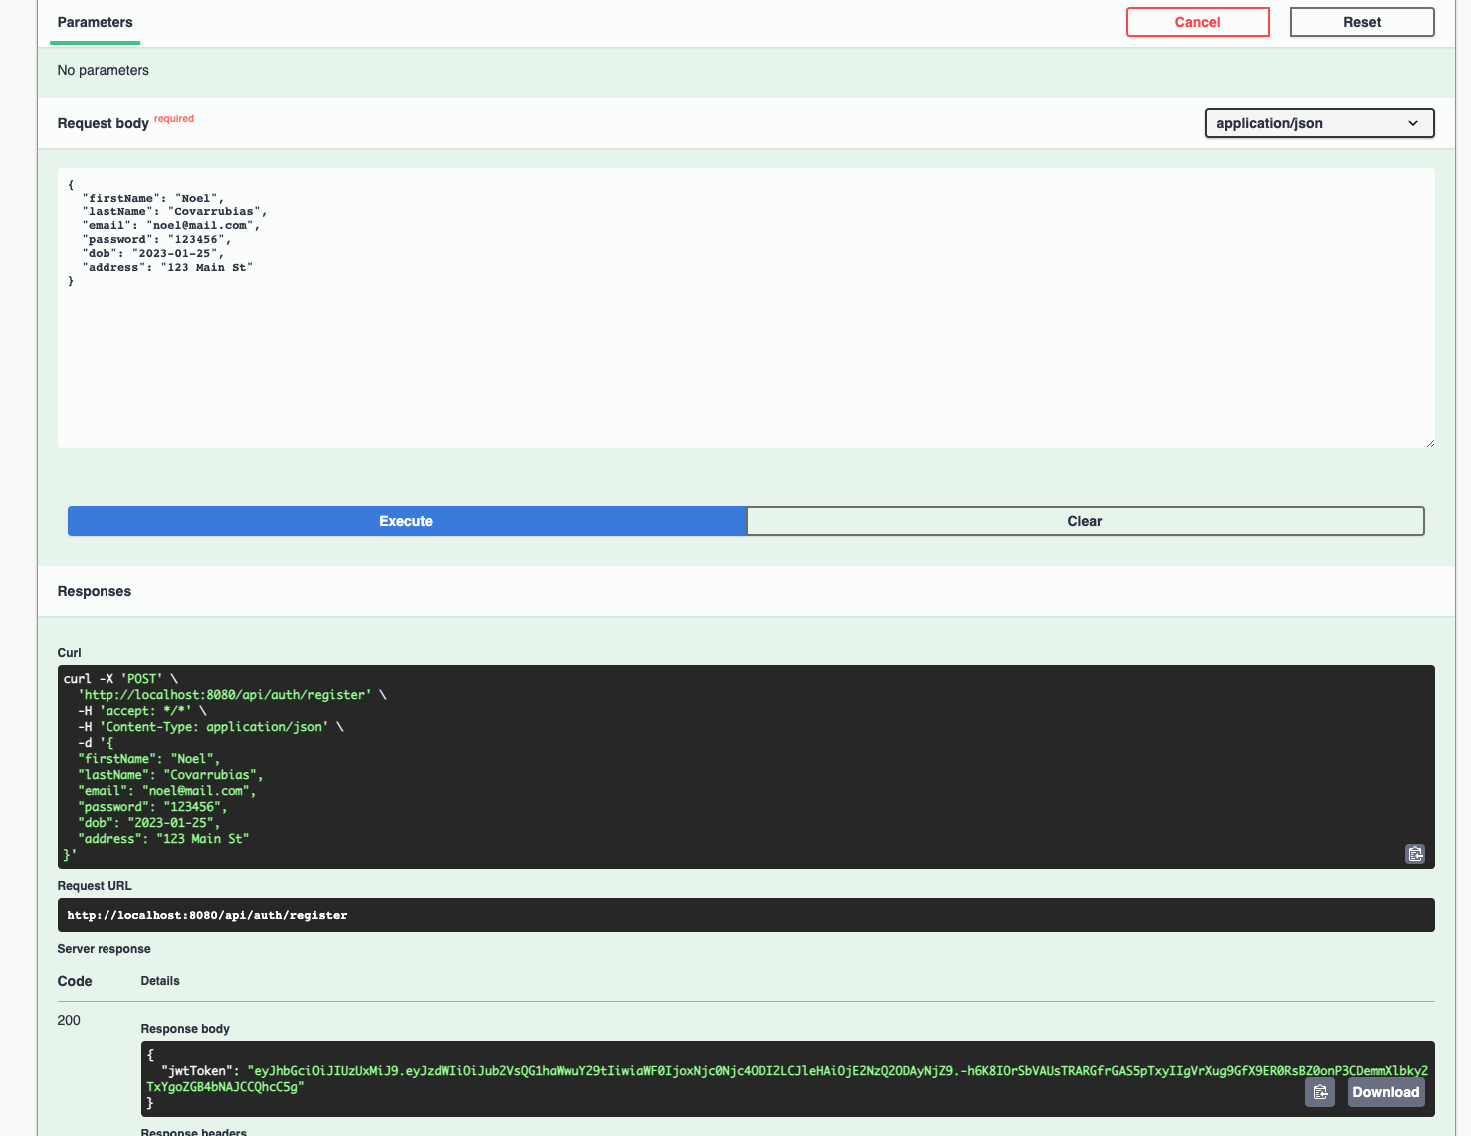 Parameters
Cancel
Reset
No parameters
Request body required
application/json
{
  "firstName": "Noel",
  "lastName": "Covarrubias",
  "email": "noel@mail.com",
  "password": "123456",
  "dob": "2023-01-25",
  "address": "123 Main St"
}
Execute
Clear
Responses
Curl
curl -X 'POST' \
  'http://localhost:8080/api/auth/register' \
  -H 'accept: */*' \
  -H 'Content-Type: application/json' \
  -d '{
  "firstName": "Noel",
  "lastName": "Covarrubias",
  "email": "noel@mail.com",
  "password": "123456",
  "dob": "2023-01-25",
  "address": "123 Main St"
}'
Request URL
http://localhost:8080/api/auth/register
Server response
Code
Details
200
Response body
{
  "jwtToken": "eyJhbGciOiJIUzUxMiJ9.eyJzdWIiOiJub2VsQG1haWwuY29tIiwiaWF0IjoxNjc0Njc4ODI2LCJleHAiOjE2NzQ2ODAyNjZ9.-h6K8IOrSbVAUsTRARGfrGAS5pTxyIIgVrXug9GfX9ER0RsBZ0onP3CDemmXlbky2
TxYgoZGB4bNAJCCQhcC5g"
}
Download
Response headers